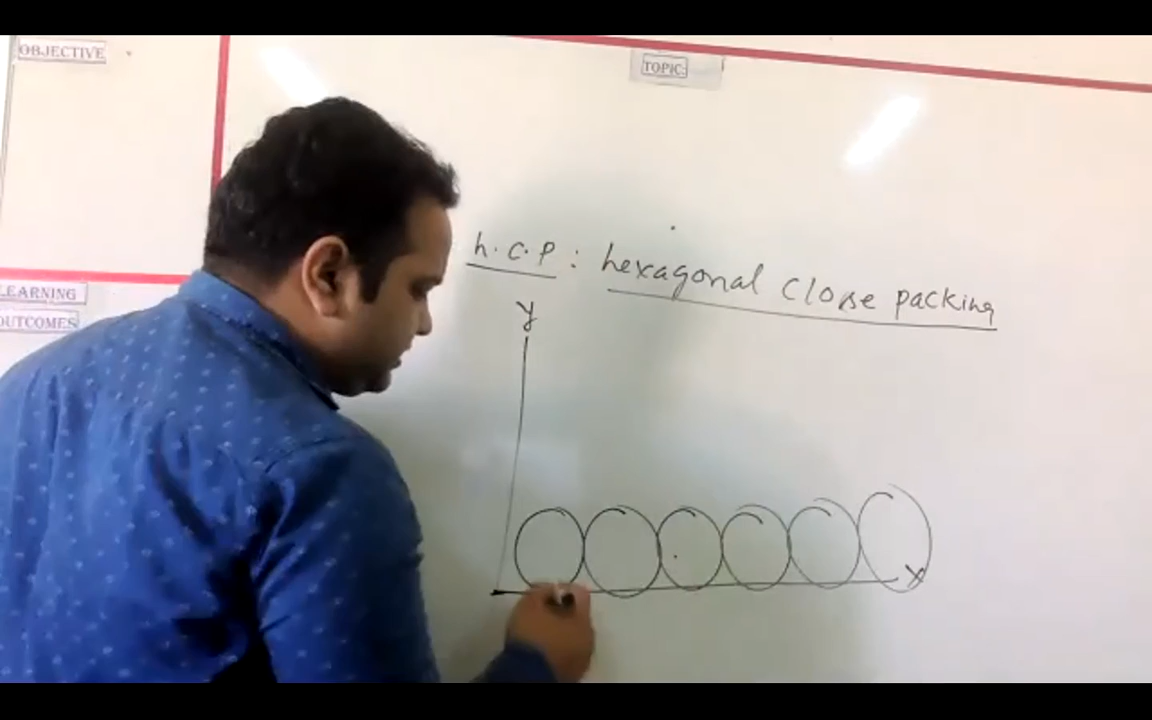 OBJECTIVE
TOPIC:
h.c.p : hexagonal close packing
LEARNING
OUTCOMES
y
x